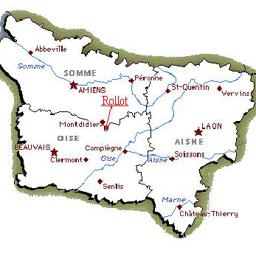 Abbeville
Somme
SOMME
Péronne
AMIENS
St-Quentin
Vervins
Rollot
Montdidier
LAON
OISE
AISNE
BEAUVAIS
Compiègne
Clermont
Oise
Aisne
Soissons
Senlis
Marne
Château-Thierry